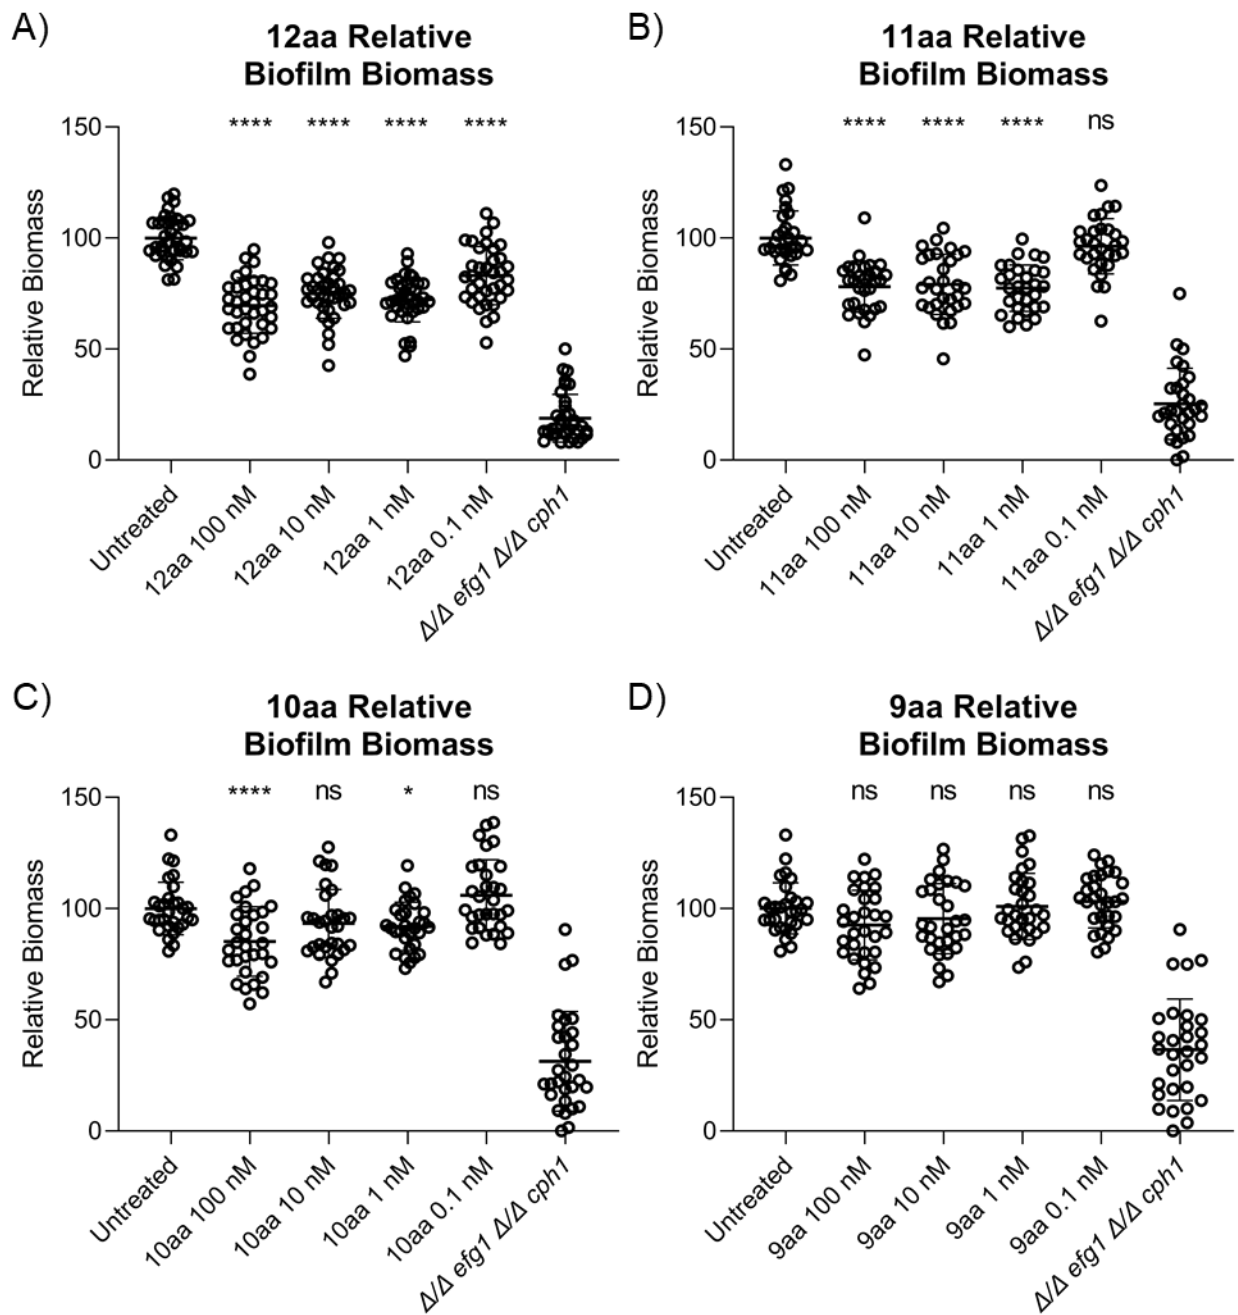 A)
12aa Relative
Biofilm Biomass
150
100
50
0
Relative Biomass
****
****
****
****
Untreated
12aa 100 nM
12aa 10 nM
12aa 1 nM
12aa 0.1 nM
Δ/Δ efg1 Δ/Δ cph1
B)
11aa Relative
Biofilm Biomass
150
100
50
0
Relative Biomass
****
****
****
ns
Untreated
11aa 100 nM
11aa 10 nM
11aa 1 nM
11aa 0.1 nM
Δ/Δ efg1 Δ/Δ cph1
C)
10aa Relative
Biofilm Biomass
150
100
50
0
Relative Biomass
****
ns
*
ns
Untreated
10aa 100 nM
10aa 10 nM
10aa 1 nM
10aa 0.1 nM
Δ/Δ efg1 Δ/Δ cph1
D)
9aa Relative
Biofilm Biomass
150
100
50
0
Relative Biomass
ns
ns
ns
ns
Untreated
9aa 100 nM
9aa 10 nM
9aa 1 nM
9aa 0.1 nM
Δ/Δ efg1 Δ/Δ cph1